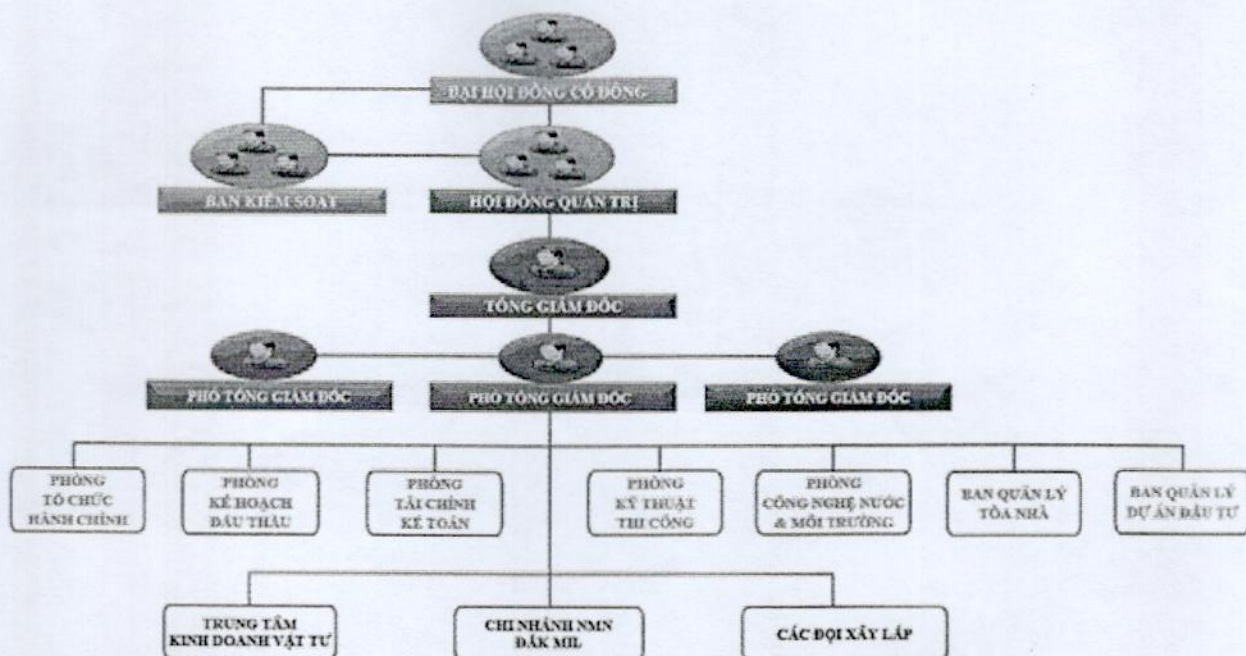 ĐẠI HỘI ĐỒNG CỔ ĐÔNG
BAN KIỂM SOÁT
HỘI ĐỒNG QUẢN TRỊ
TỔNG GIÁM ĐỐC
PHÓ TỔNG GIÁM ĐỐC
PHÓ TỔNG GIÁM ĐỐC
PHÓ TỔNG GIÁM ĐỐC
PHÒNG
TỔ CHỨC
HÀNH CHÍNH
PHÒNG
KẾ HOẠCH
ĐẤU THẦU
PHÒNG
TÀI CHÍNH
KẾ TOÁN
PHÒNG
KỸ THUẬT
THI CÔNG
PHÒNG
CÔNG NGHỆ NƯỚC
& MÔI TRƯỜNG
BAN QUẢN LÝ
TÒA NHÀ
BAN QUẢN LÝ
DỰ ÁN ĐẦU TƯ
TRUNG TÂM
KINH DOANH VẬT TƯ
CHI NHÁNH NMN
ĐĂK MIL
CÁC ĐỘI XÂY LẮP